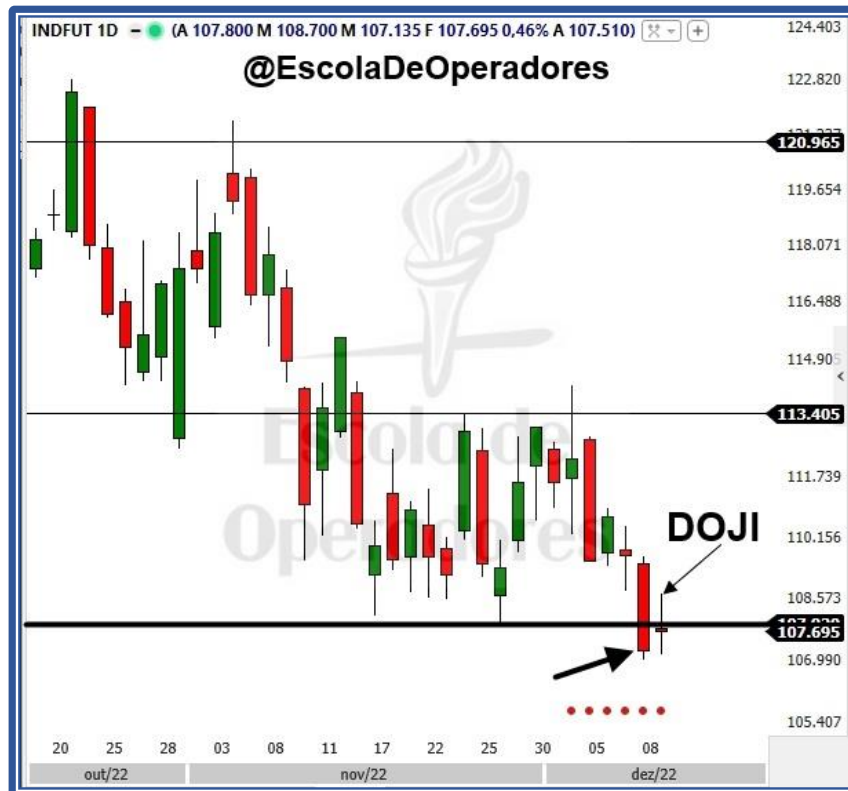 INDFUT 1D (A 107.800 M 108.700 M 107.135 F 107.695 0,46% A 107.510)
@EscolaDeOperadores
124.403
122.820
120.965
119.654
118.071
116.488
114.905
113.405
Escola de
111.739
Operadores
DOJI
110.156
108.573
107.695
106.990
105.407
20 25 28 03 08 11 17 22 25 30 05 08
out/22 nov/22 dez/22